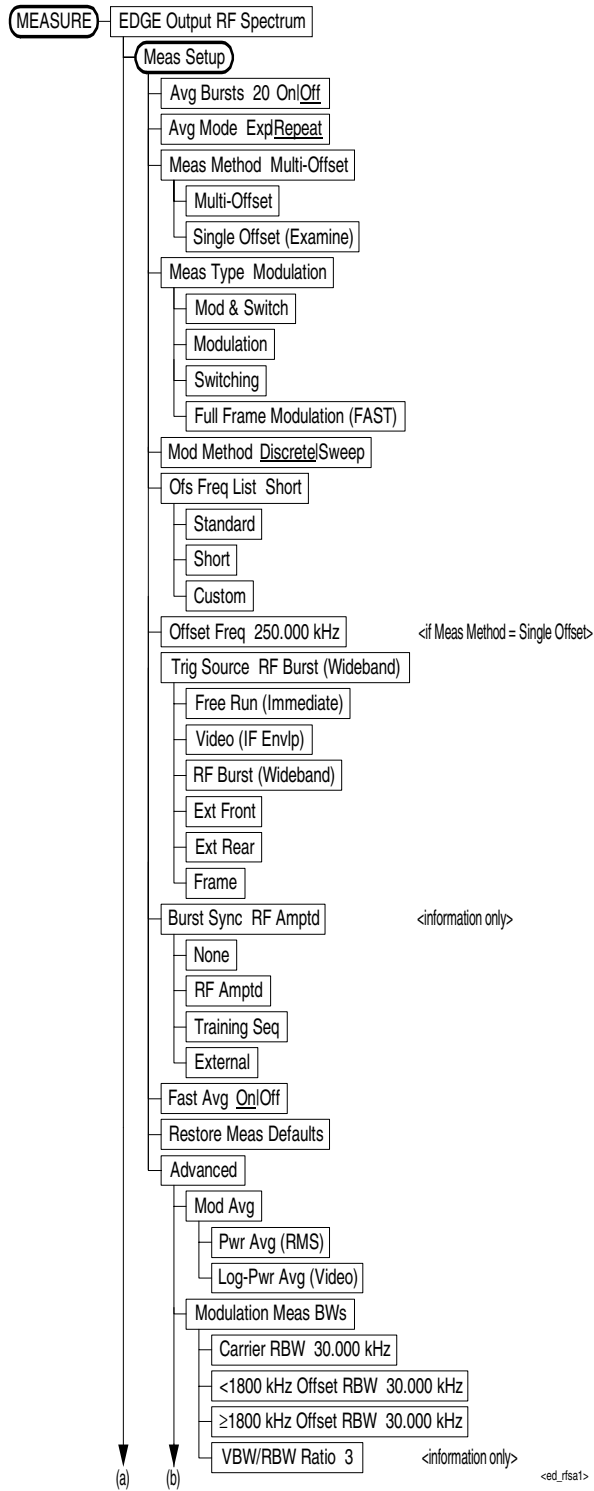 MEASURE EDGE Output RF Spectrum
Meas Setup
Avg Bursts 20 On|Off
Avg Mode Exp|Repeat
Meas Method Multi-Offset
Multi-Offset
Single Offset (Examine)
Meas Type Modulation
Mod & Switch
Modulation
Switching
Full Frame Modulation (FAST)
Mod Method Discrete|Sweep
Ofs Freq List Short
Standard
Short
Custom
Offset Freq 250.000 kHz <if Meas Method = Single Offset>
Trig Source RF Burst (Wideband)
Free Run (Immediate)
Video (IF Envlp)
RF Burst (Wideband)
Ext Front
Ext Rear
Frame
Burst Sync RF Amptd <information only>
None
RF Amptd
Training Seq
External
Fast Avg On|Off
Restore Meas Defaults
Advanced
Mod Avg
Pwr Avg (RMS)
Log-Pwr Avg (Video)
Modulation Meas BWs
Carrier RBW 30.000 kHz
<1800 kHz Offset RBW 30.000 kHz
≥1800 kHz Offset RBW 30.000 kHz
VBW/RBW Ratio 3 <information only>
(a) (b) <ed_rfsa1>